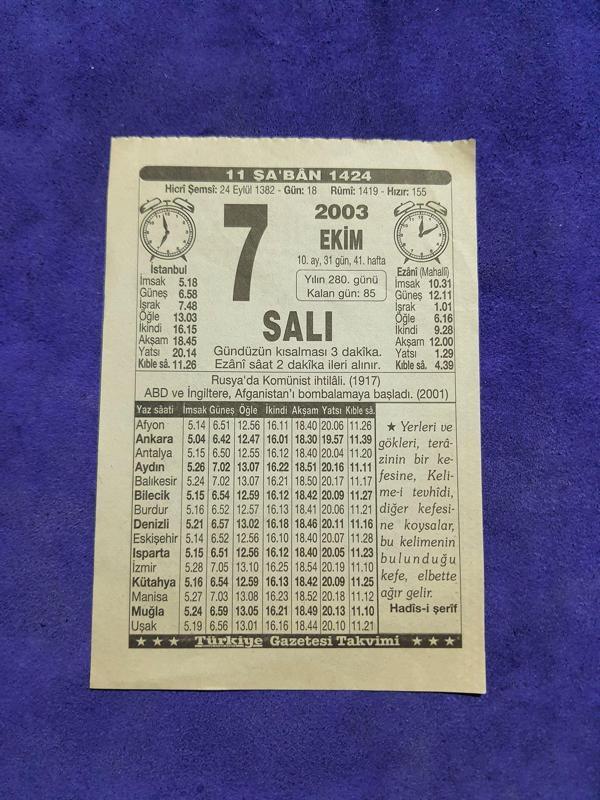 11 ŞA'BÂN 1424
Hicrî Şemsî: 24 Eylül 1382 - Gün: 18 Rûmî: 1419 - Hızır: 155
7
2003
EKİM
10. ay, 31 gün, 41. hafta
Yılın 280. günü
Kalan gün: 85
SALI
İstanbul
İmsak 5.18
Güneş 6.58
İşrak 7.48
Öğle 13.03
İkindi 16.15
Akşam 18.45
Yatsı 20.14
Kıble sâ. 11.26
Ezânî (Mahallî)
İmsak 10.31
Güneş 12.11
İşrak 1.01
Öğle 6.16
İkindi 9.28
Akşam 12.00
Yatsı 1.29
Kıble sâ. 4.39
Gündüzün kısalması 3 dakîka.
Ezânî sâat 2 dakîka ileri alınır.
Rusya'da Komünist ihtilâli. (1917)
ABD ve İngiltere, Afganistan'ı bombalamaya başladı. (2001)
Yaz sâati İmsak Güneş Öğle İkindi Akşam Yatsı Kıble sâ.
Afyon 5.14 6.51 12.56 16.11 18.40 20.06 11.26
Ankara 5.04 6.42 12.47 16.01 18.30 19.57 11.39
Antalya 5.15 6.50 12.55 16.12 18.40 20.04 11.20
Aydın 5.26 7.02 13.07 16.22 18.51 20.16 11.11
Balıkesir 5.24 7.02 13.07 16.21 18.50 20.17 11.17
Bilecik 5.15 6.54 12.59 16.12 18.42 20.09 11.27
Burdur 5.16 6.52 12.57 16.13 18.41 20.06 11.21
Denizli 5.21 6.57 13.02 16.18 18.46 20.11 11.16
Eskişehir 5.14 6.52 12.56 16.10 18.40 20.07 11.28
Isparta 5.15 6.51 12.56 16.12 18.40 20.05 11.23
İzmir 5.28 7.05 13.10 16.25 18.54 20.19 11.10
Kütahya 5.16 6.54 12.59 16.13 18.42 20.09 11.25
Manisa 5.27 7.03 13.08 16.23 18.52 20.18 11.12
Muğla 5.24 6.59 13.05 16.21 18.49 20.13 11.10
Uşak 5.19 6.56 13.01 16.16 18.44 20.10 11.21
★ Yerleri ve
gökleri, terâ-
zinin bir ke-
fesine, Keli-
me-i tevhîdi,
diğer kefesi-
ne koysalar,
bu kelimenin
bulunduğu
kefe, elbette
ağır gelir.
Hadîs-i şerîf
★ ★ ★ Türkiye Gazetesi Takvimi ★ ★ ★